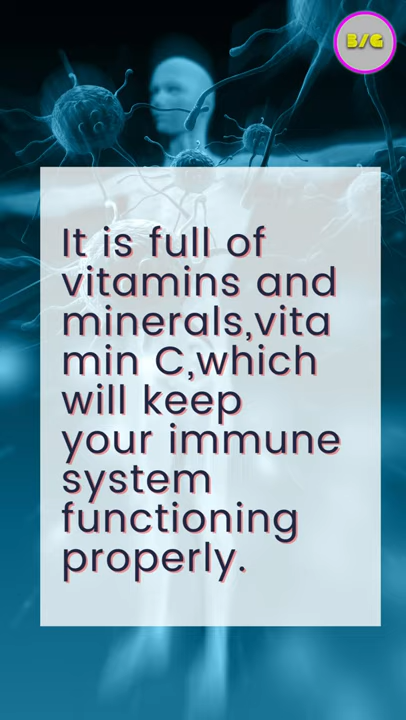 B/G
It is full of
vitamins and
minerals,vita
min C,which
will keep
your immune
system
functioning
properly.